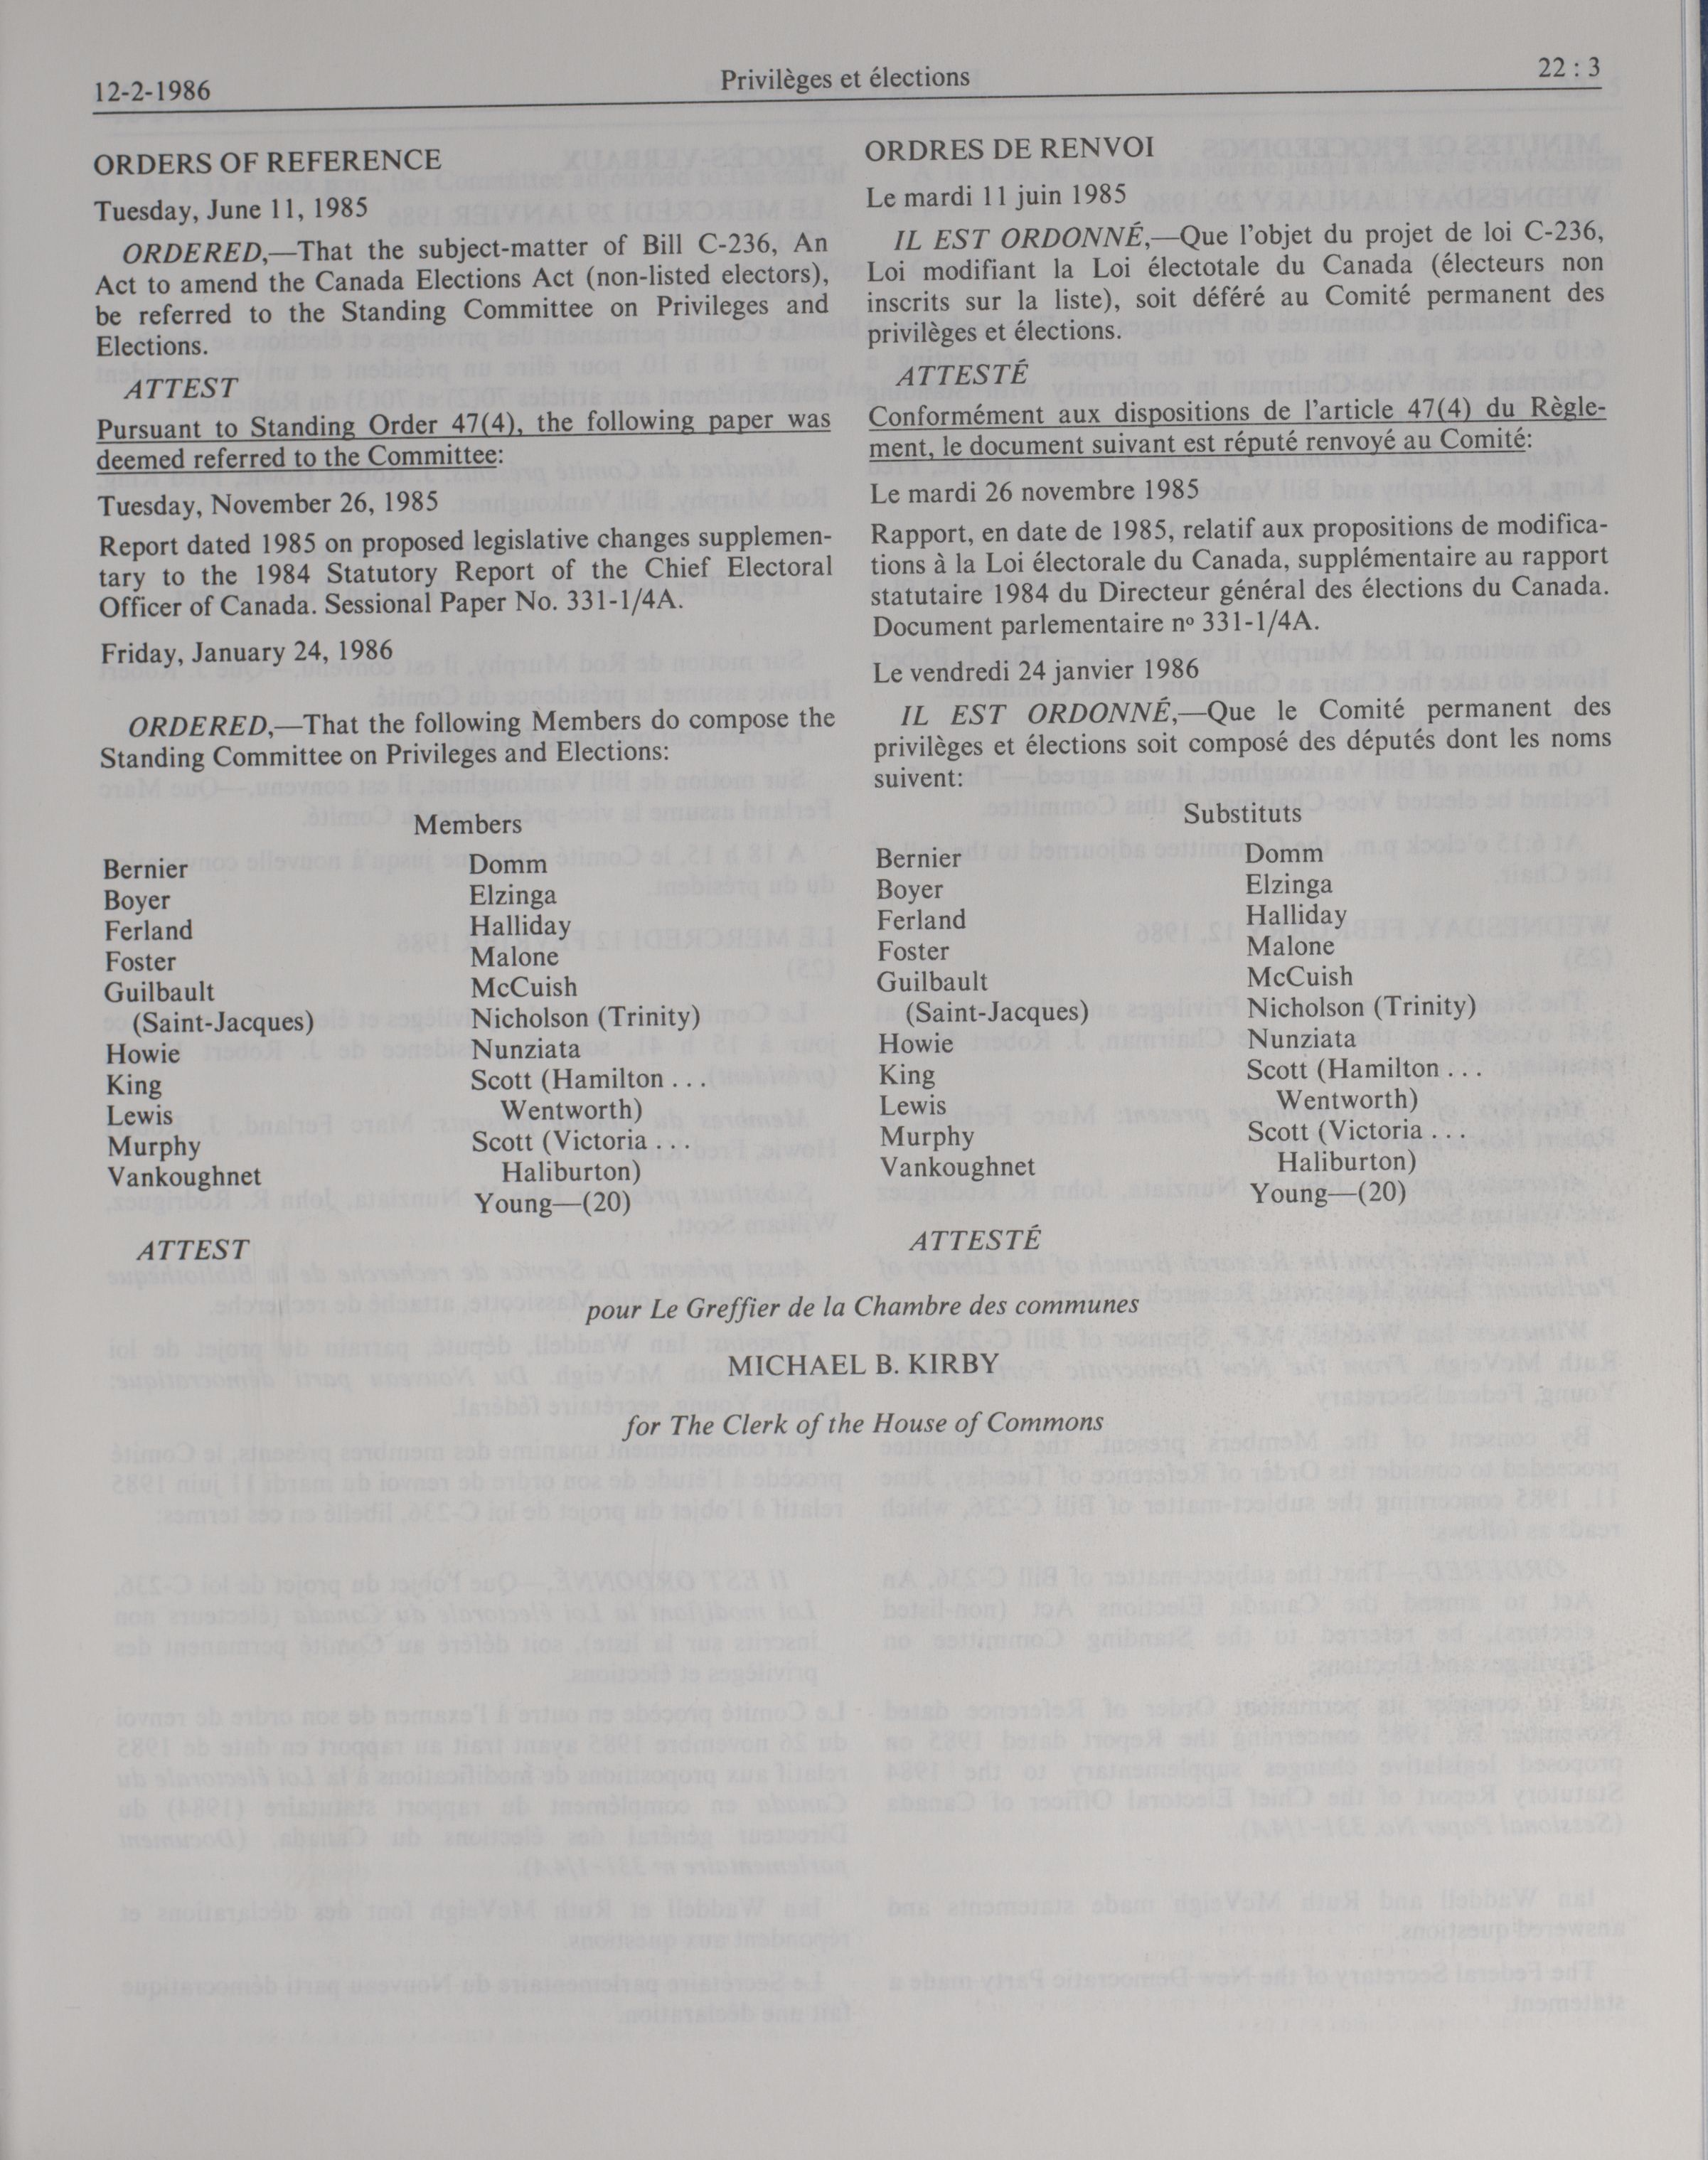 12-2-1986
Privilèges et élections
22 : 3
ORDERS OF REFERENCE
Tuesday, June 11, 1985
ORDERED,—That the subject-matter of Bill C-236, An
Act to amend the Canada Elections Act (non-listed electors),
be referred to the Standing Committee on Privileges and
Elections.
ATTEST
Pursuant to Standing Order 47(4), the following paper was
deemed referred to the Committee:
Tuesday, November 26, 1985
Report dated 1985 on proposed legislative changes supplemen-
tary to the 1984 Statutory Report of the Chief Electoral
Officer of Canada. Sessional Paper No. 331-1/4A.
Friday, January 24, 1986
ORDERED,—That the following Members do compose the
Standing Committee on Privileges and Elections:
Members
Bernier
Boyer
Ferland
Foster
Guilbault
(Saint-Jacques)
Howie
King
Lewis
Murphy
Vankoughnet
Domm
Elzinga
Halliday
Malone
McCuish
Nicholson (Trinity)
Nunziata
Scott (Hamilton . . .
Wentworth)
Scott (Victoria . . .
Haliburton)
Young—(20)
ATTEST
ORDRES DE RENVOI
Le mardi 11 juin 1985
IL EST ORDONNÉ,—Que l'objet du projet de loi C-236,
Loi modifiant la Loi électotale du Canada (électeurs non
inscrits sur la liste), soit déféré au Comité permanent des
privilèges et élections.
ATTESTÉ
Conformément aux dispositions de l'article 47(4) du Règle-
ment, le document suivant est réputé renvoyé au Comité:
Le mardi 26 novembre 1985
Rapport, en date de 1985, relatif aux propositions de modifica-
tions à la Loi électorale du Canada, supplémentaire au rapport
statutaire 1984 du Directeur général des élections du Canada.
Document parlementaire nº 331-1/4A.
Le vendredi 24 janvier 1986
IL EST ORDONNÉ,—Que le Comité permanent des
privilèges et élections soit composé des députés dont les noms
suivent:
Substituts
Bernier
Boyer
Ferland
Foster
Guilbault
(Saint-Jacques)
Howie
King
Lewis
Murphy
Vankoughnet
Domm
Elzinga
Halliday
Malone
McCuish
Nicholson (Trinity)
Nunziata
Scott (Hamilton . . .
Wentworth)
Scott (Victoria . . .
Haliburton)
Young—(20)
ATTESTÉ
pour Le Greffier de la Chambre des communes
MICHAEL B. KIRBY
for The Clerk of the House of Commons